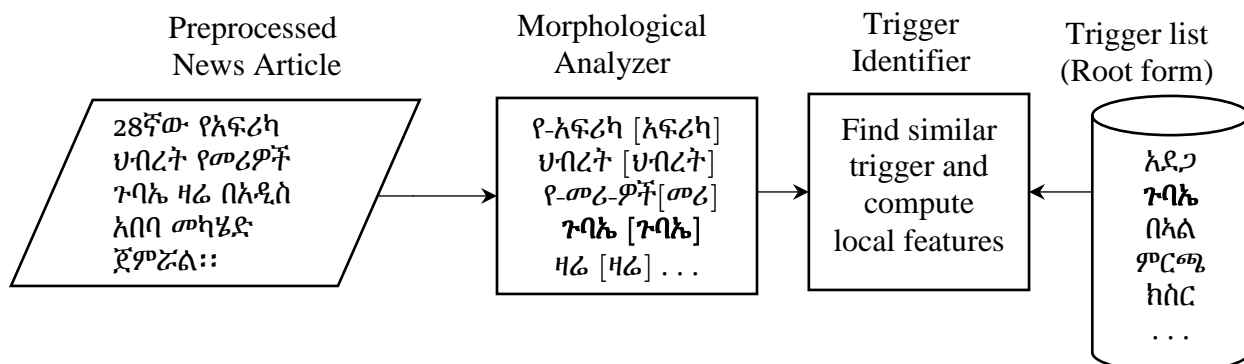 Preprocessed
News Article
28ኛው የአፍሪካ
ህብረት የመሪዎች
ጉባኤ ዛሬ በአዲስ
አበባ መካሄድ
ጀምሯል፡፡
Morphological
Analyzer
የ-አፍሪካ [አፍሪካ]
ህብረት [ህብረት]
የ-መሪ-ዎች[መሪ]
ጉባኤ [ጉባኤ]
ዛሬ [ዛሬ] . . .
Trigger
Identifier
Find similar
trigger and
compute
local features
Trigger list
(Root form)
አደጋ
ጉባኤ
በኣል
ምርጫ
ክስር
. . .